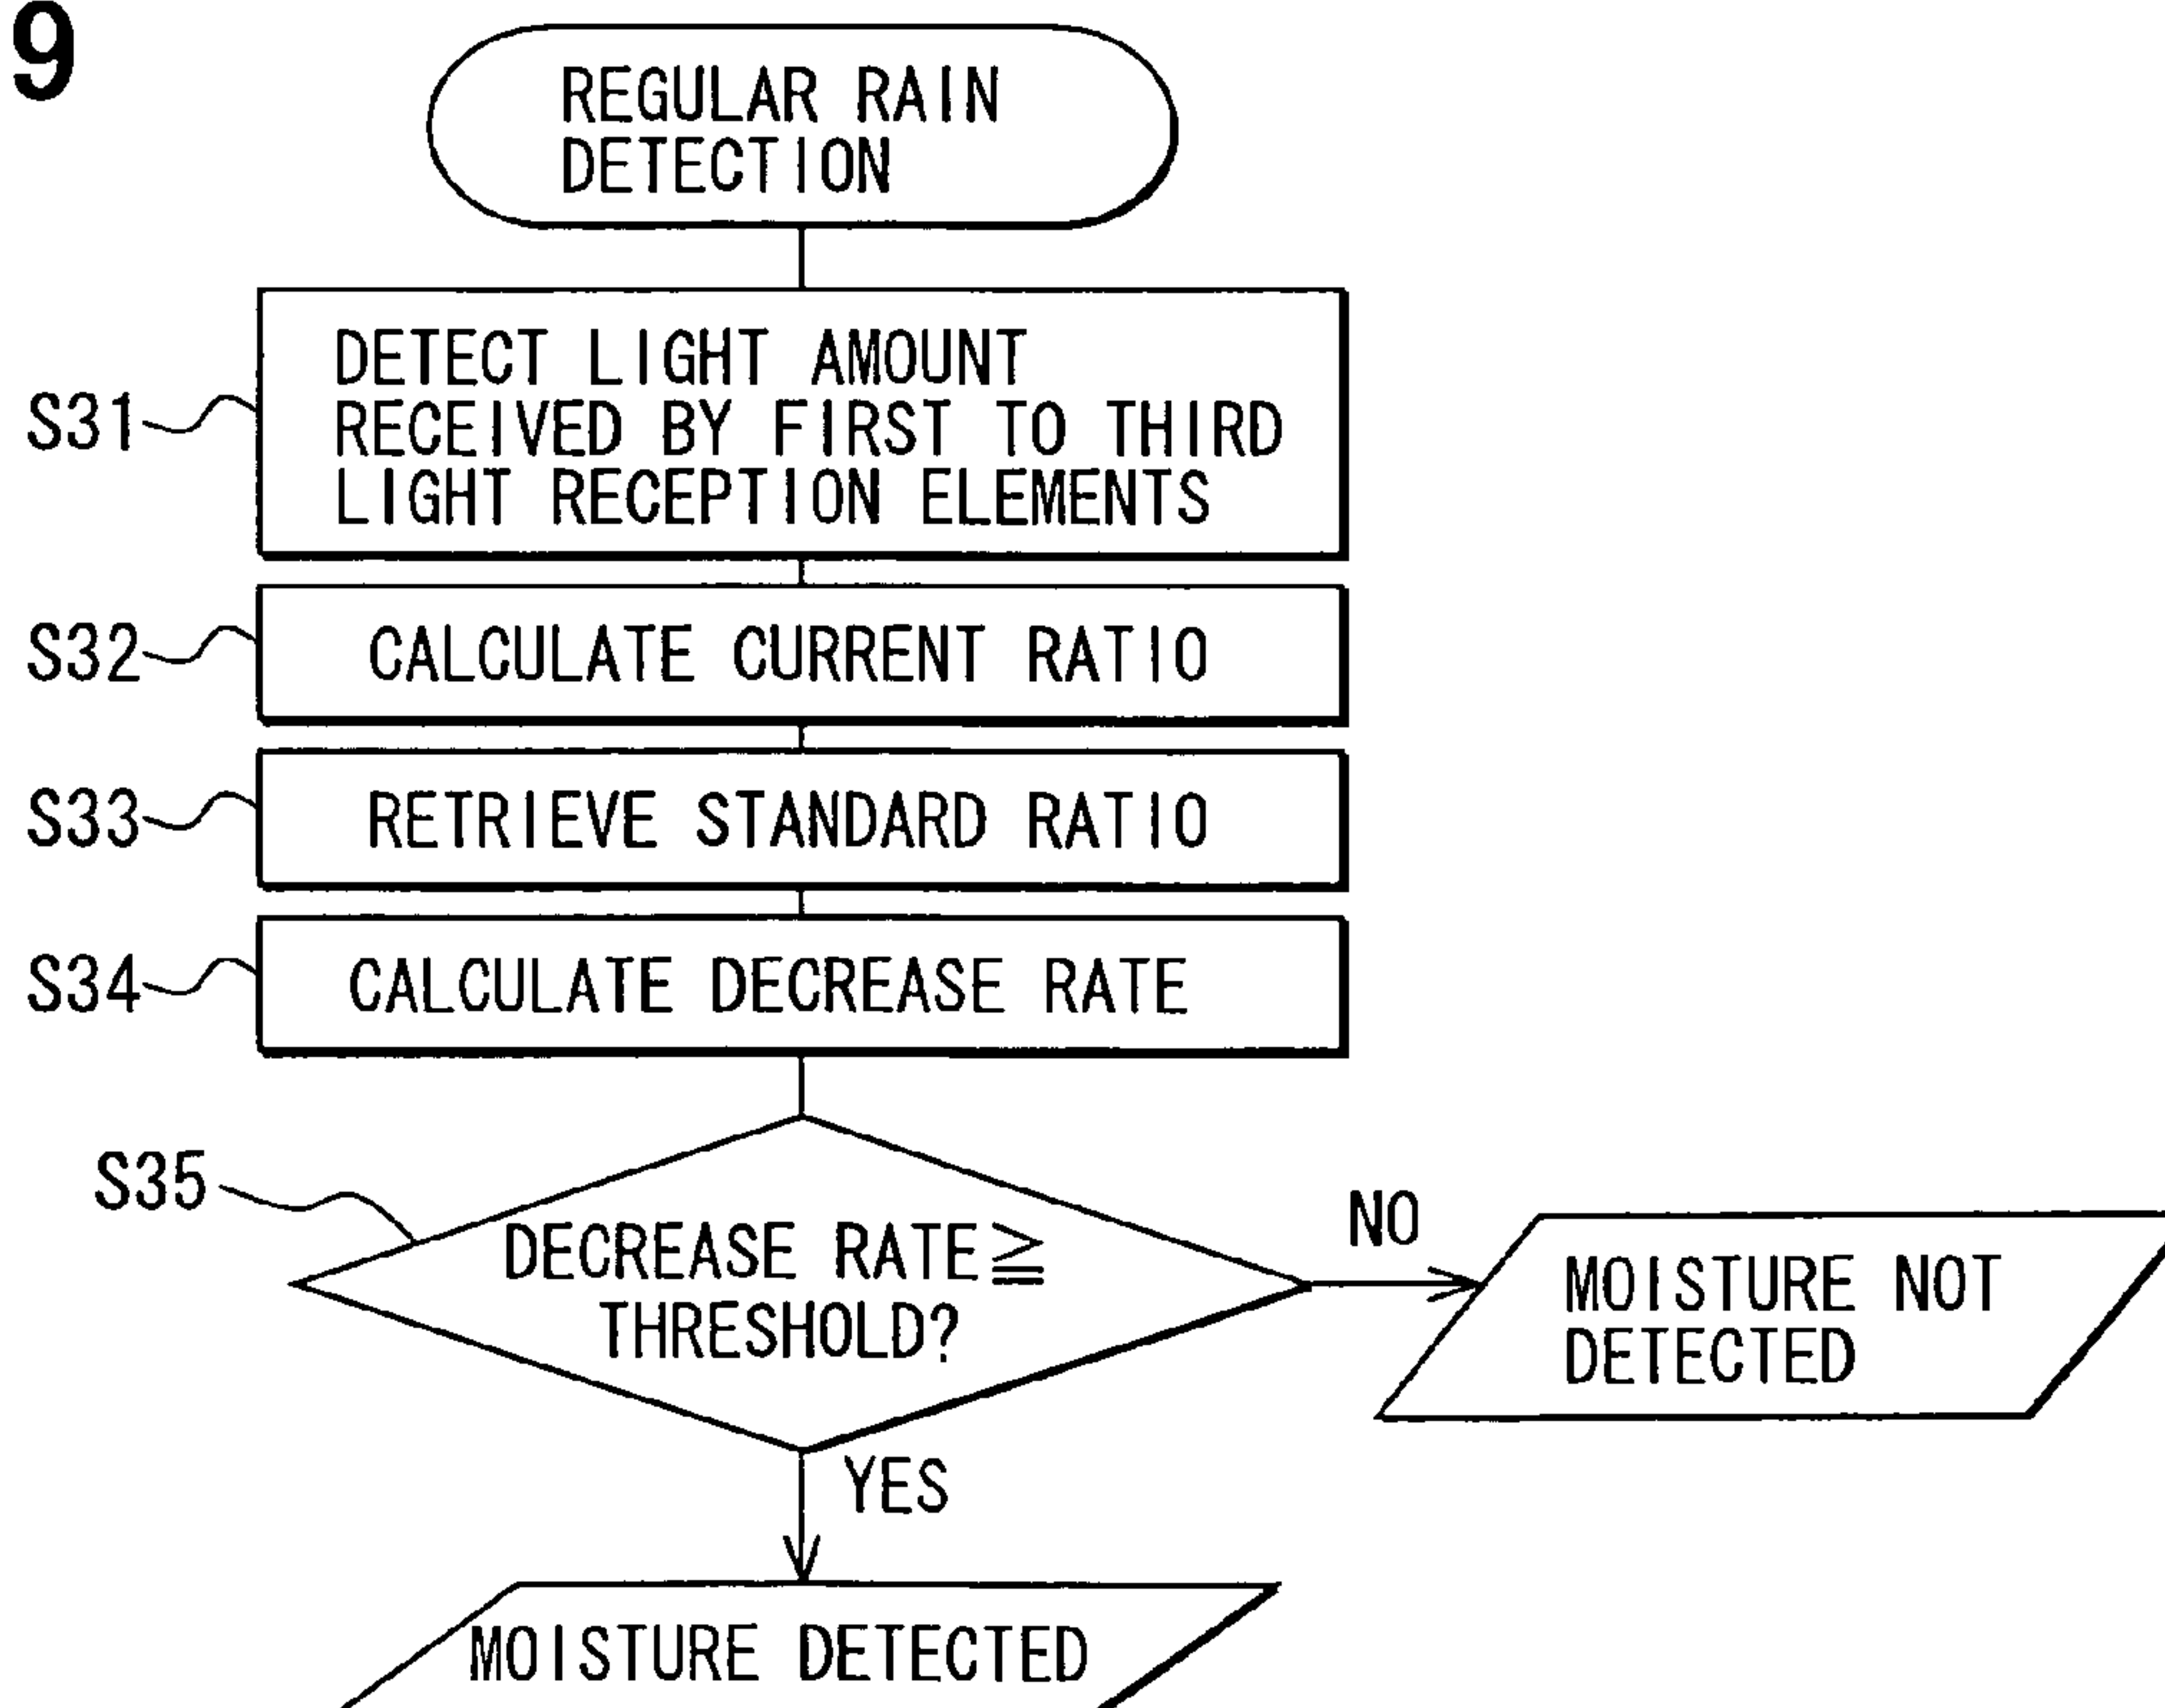 9
REGULAR RAIN
DETECTION
S31
DETECT LIGHT AMOUNT
RECEIVED BY FIRST TO THIRD
LIGHT RECEPTION ELEMENTS
S32
CALCULATE CURRENT RATIO
S33
RETRIEVE STANDARD RATIO
S34
CALCULATE DECREASE RATE
S35
DECREASE RATE≧
THRESHOLD?
NO
MOISTURE NOT
DETECTED
YES
MOISTURE DETECTED